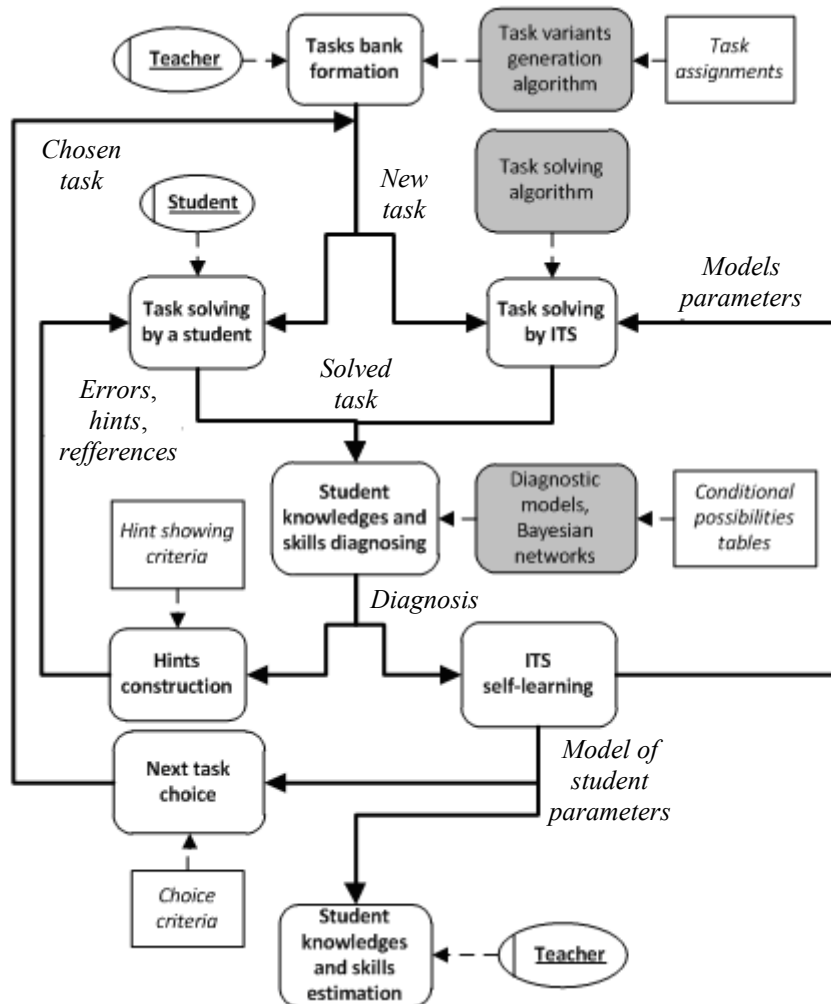 Teacher
Tasks bank
formation
Task variants
generation
algorithm
Task
assignments
Chosen
task
New
task
Task solving
algorithm
Student
Models
parameters
Task solving
by a student
Task solving
by ITS
Errors,
hints,
refferences
Solved
task
Student
knowledges and
skills diagnosing
Diagnostic
models,
Bayesian
networks
Conditional
possibilities
tables
Hint showing
criteria
Diagnosis
Hints
construction
ITS
self-learning
Next task
choice
Model of
student
parameters
Choice
criteria
Student
knowledges
and skills
estimation
Teacher